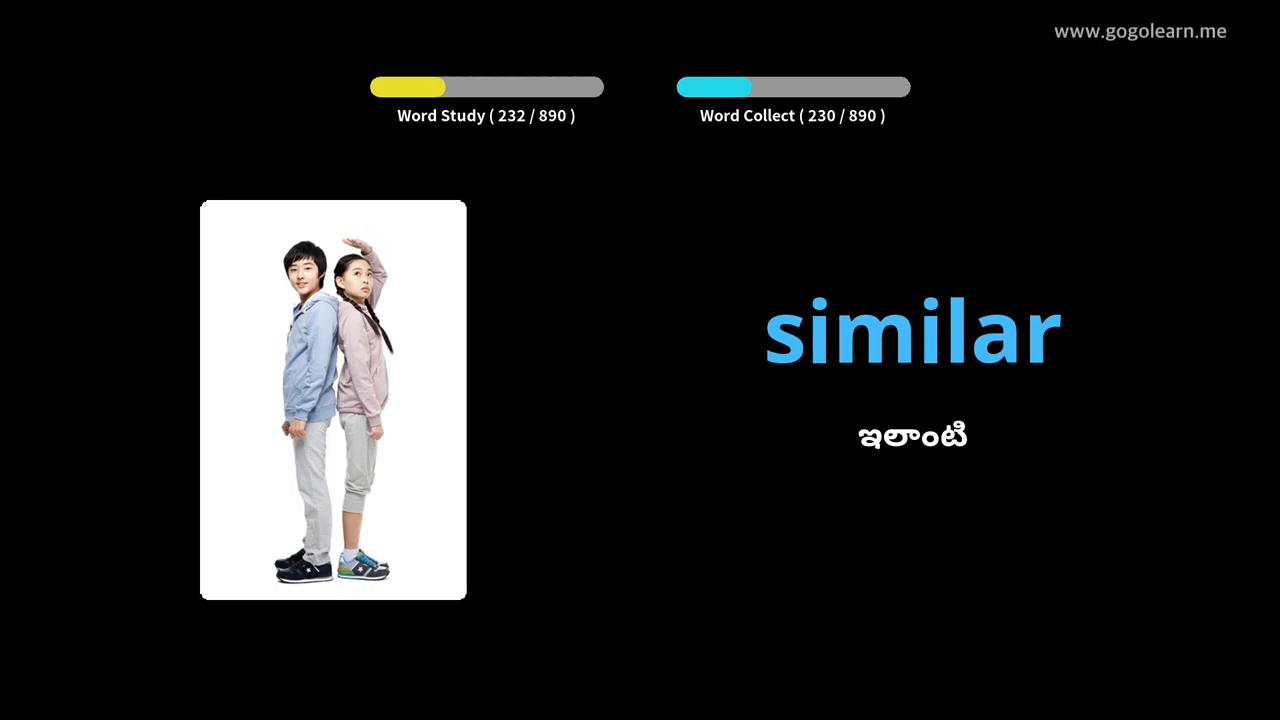 www.gogolearn.me
Word Study ( 232 / 890 )
Word Collect ( 230 / 890 )
similar
ఇలాంటి